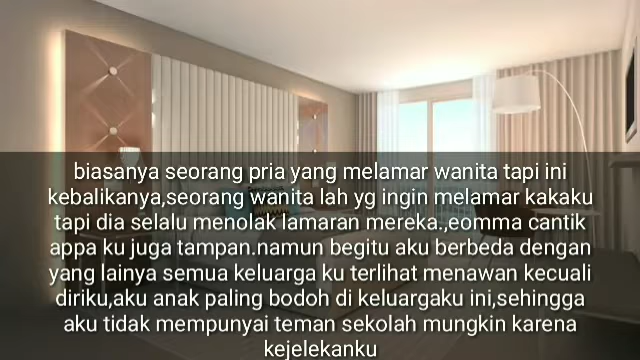 biasanya seorang pria yang melamar wanita tapi ini
kebalikanya,seorang wanita lah yg ingin melamar kakaku
tapi dia selalu menolak lamaran mereka.,eomma cantik
appa ku juga tampan.namun begitu aku berbeda dengan
yang lainya semua keluarga ku terlihat menawan kecuali
diriku,aku anak paling bodoh di keluargaku ini,sehingga
aku tidak mempunyai teman sekolah mungkin karena
kejelekanku